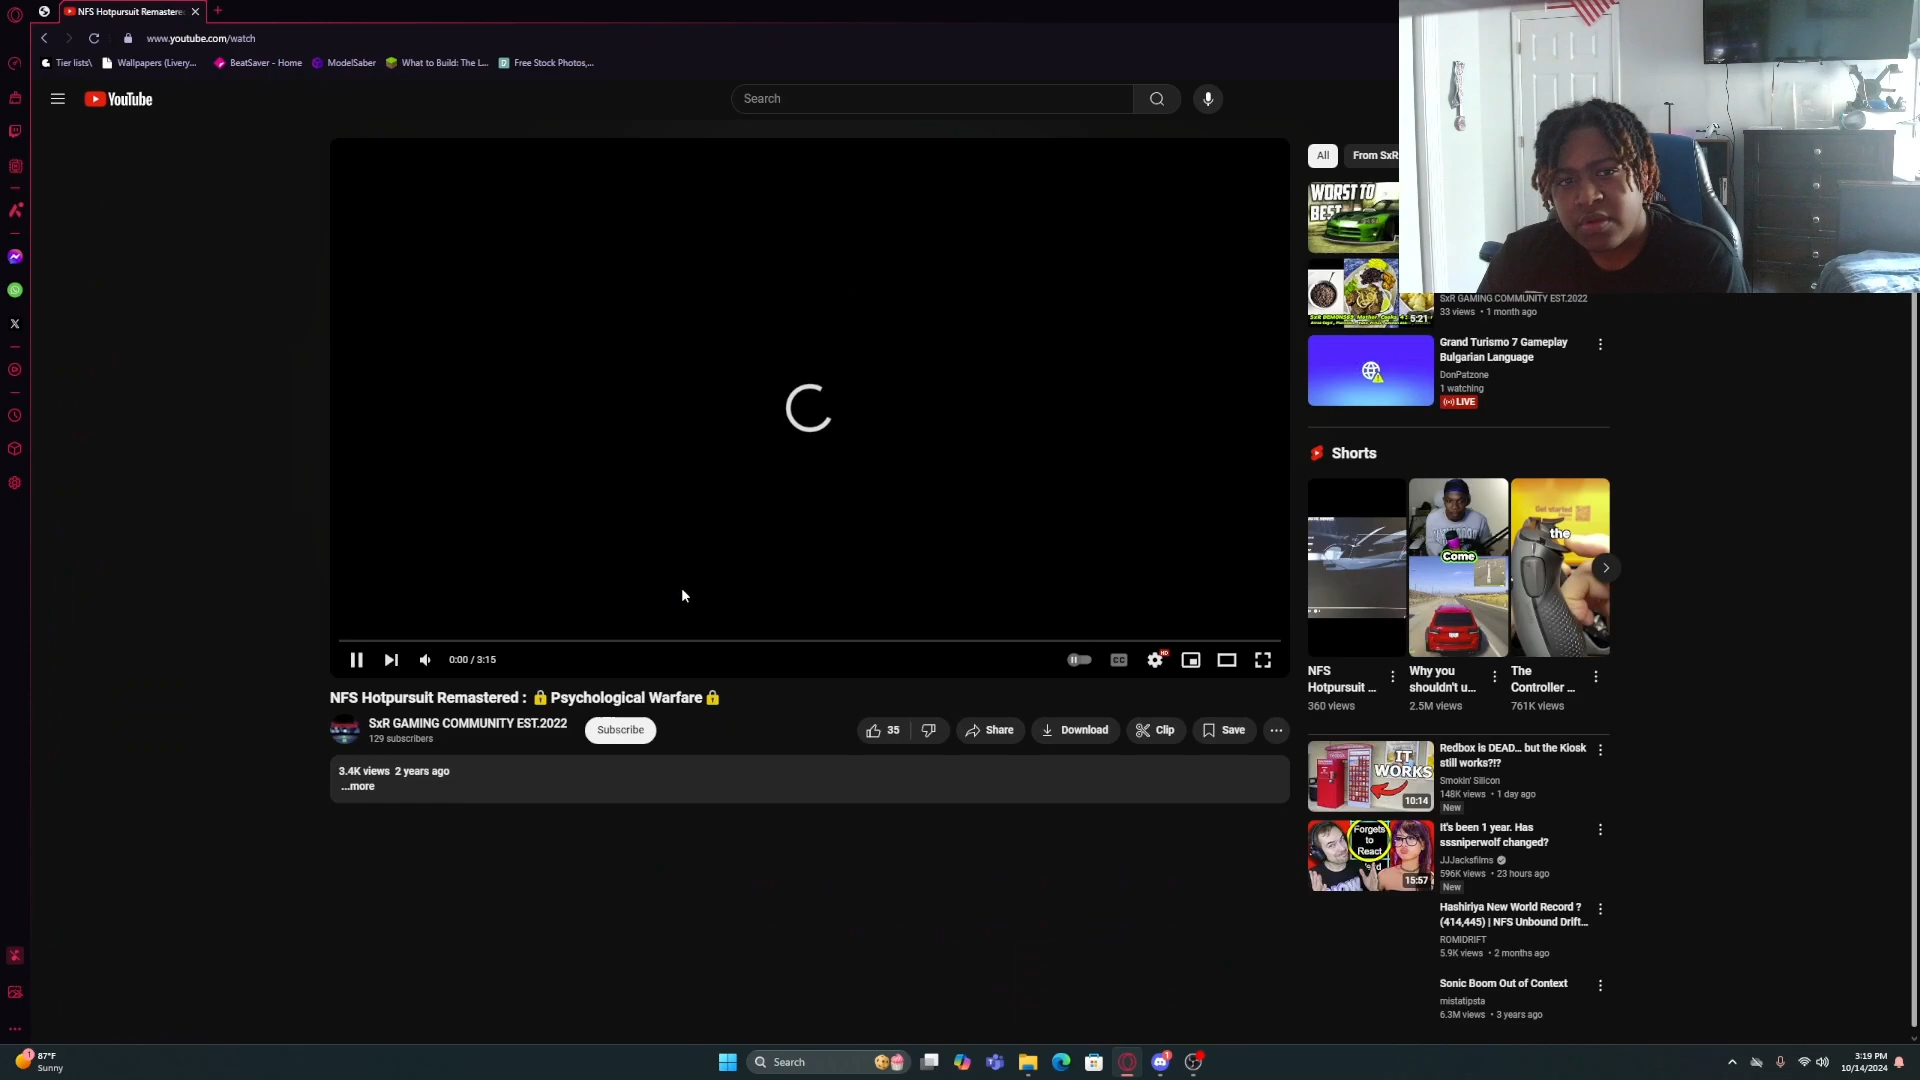 NFS Hotpursuit Remastere
www.youtube.com/watch
Tier lists\
Wallpapers (Livery...
BeatSaver - Home
ModelSaber
What to Build: The L...
Free Stock Photos,...
YouTube
Search
All
From SxR
WORST TO
BEST
5:21
SxR GAMING COMMUNITY EST.2022
33 views • 1 month ago
Grand Turismo 7 Gameplay
Bulgarian Language
DonPatzone
1 watching
LIVE
Shorts
Get started
the
Come
NFS
Hotpursuit ...
360 views
Why you
shouldn't u...
2.5M views
The
Controller ...
761K views
0:00 / 3:15
CC
HD
NFS Hotpursuit Remastered : 🔒Psychological Warfare🔒
SxR GAMING COMMUNITY EST.2022
129 subscribers
Subscribe
35
Share
Download
Clip
Save
3.4K views 2 years ago
...more
IT
WORKS
10:14
Redbox is DEAD... but the Kiosk
still works?!?
Smokin' Silicon
148K views • 1 day ago
New
Forgets
to
React
15:57
It's been 1 year. Has
sssniperwolf changed?
JJJacksfilms
596K views • 23 hours ago
New
Hashiriya New World Record ?
(414,445) | NFS Unbound Drift...
ROMIDRIFT
5.9K views • 2 months ago
Sonic Boom Out of Context
mistatipsta
6.3M views • 3 years ago
1
87°F
Sunny
Search
1
3:19 PM
10/14/2024